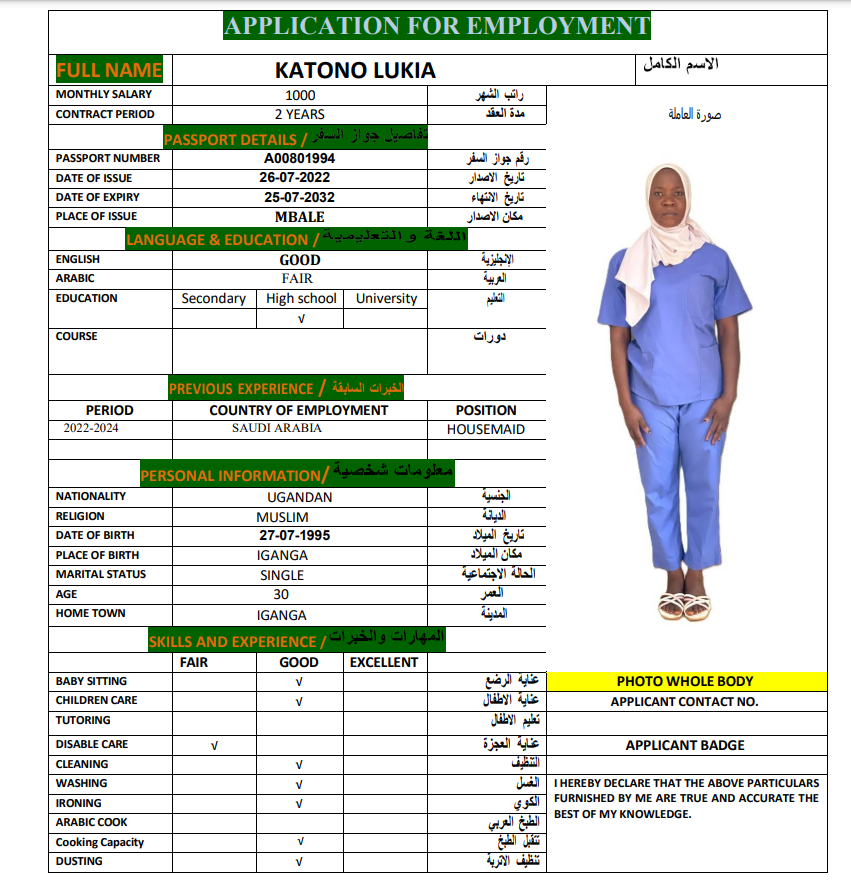 APPLICATION FOR EMPLOYMENT
FULL NAME KATONO LUKIA الاسم الكامل
MONTHLY SALARY 1000 راتب الشهر
CONTRACT PERIOD 2 YEARS مدة العقد
صورة العاملة
PASSPORT DETAILS / تفاصيل جواز السفر
PASSPORT NUMBER A00801994 رقم جواز السفر
DATE OF ISSUE 26-07-2022 تاريخ الاصدار
DATE OF EXPIRY 25-07-2032 تاريخ الانتهاء
PLACE OF ISSUE MBALE مكان الاصدار
LANGUAGE & EDUCATION / اللغة و التعليمية
ENGLISH GOOD الإنجليزية
ARABIC FAIR العربية
EDUCATION Secondary High school University التعليم
√
COURSE دورات
PREVIOUS EXPERIENCE / الخبرات السابقة
PERIOD COUNTRY OF EMPLOYMENT POSITION
2022-2024 SAUDI ARABIA HOUSEMAID
PERSONAL INFORMATION/ معلومات شخصية
NATIONALITY UGANDAN الجنسية
RELIGION MUSLIM الديانة
DATE OF BIRTH 27-07-1995 تاريخ الميلاد
PLACE OF BIRTH IGANGA مكان الميلاد
MARITAL STATUS SINGLE الحالة الاجتماعية
AGE 30 العمر
HOME TOWN IGANGA المدينة
SKILLS AND EXPERIENCE / المهارات والخبرات
FAIR GOOD EXCELLENT
BABY SITTING √ عناية الرضع
CHILDREN CARE √ عناية الاطفال
TUTORING تعليم الاطفال
DISABLE CARE √ عناية العجزة
CLEANING √ التنظيف
WASHING √ الغسل
IRONING √ الكوي
ARABIC COOK الطبخ العربي
Cooking Capacity √ تتقبل الطبخ
DUSTING √ تنظيف الاتربة
PHOTO WHOLE BODY
APPLICANT CONTACT NO.
APPLICANT BADGE
I HEREBY DECLARE THAT THE ABOVE PARTICULARS
FURNISHED BY ME ARE TRUE AND ACCURATE THE
BEST OF MY KNOWLEDGE.